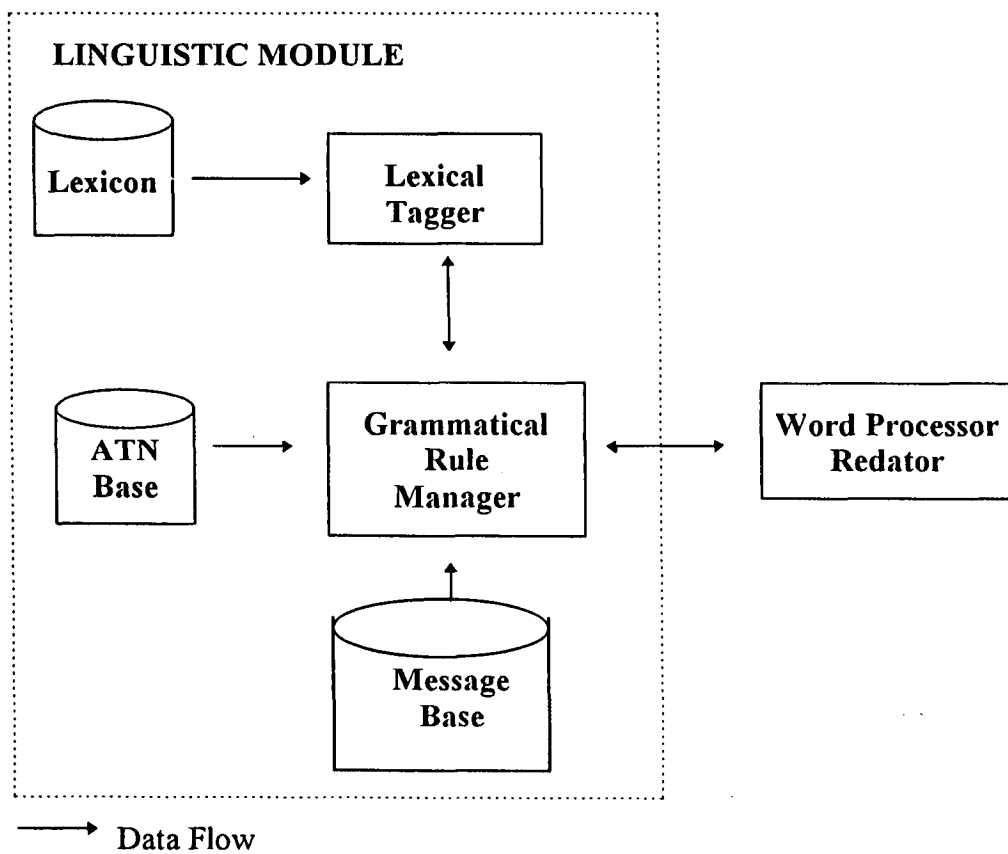 LINGUISTIC MODULE
Lexicon
Lexical
Tagger
ATN
Base
Grammatical
Rule
Manager
Word Processor
Redator
Message
Base
Data Flow